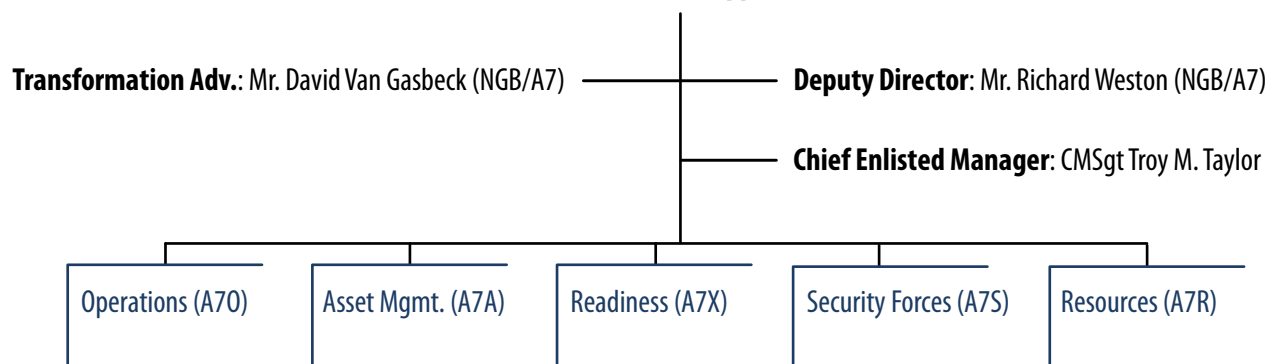 Transformation Adv.: Mr. David Van Gasbeck (NGB/A7)
Deputy Director: Mr. Richard Weston (NGB/A7)
Chief Enlisted Manager: CMSgt Troy M. Taylor
Operations (A7O)
Asset Mgmt. (A7A)
Readiness (A7X)
Security Forces (A7S)
Resources (A7R)